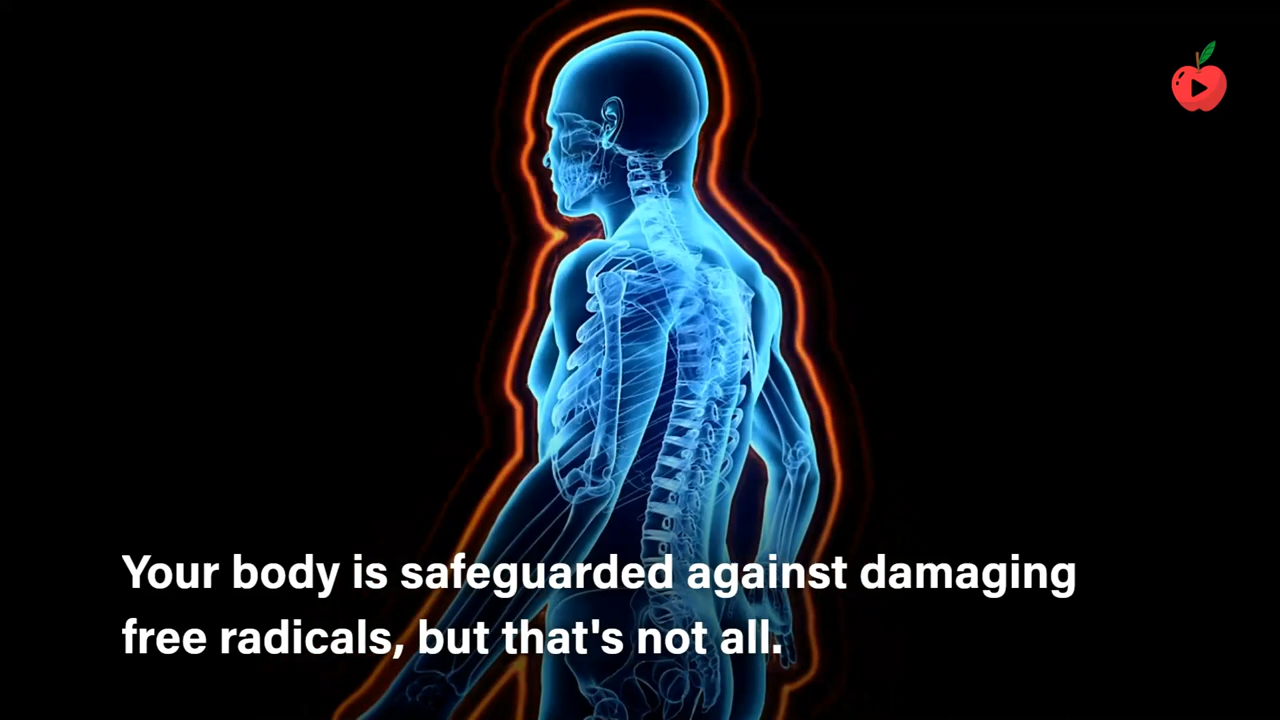 Your body is safeguarded against damaging
free radicals, but that's not all.